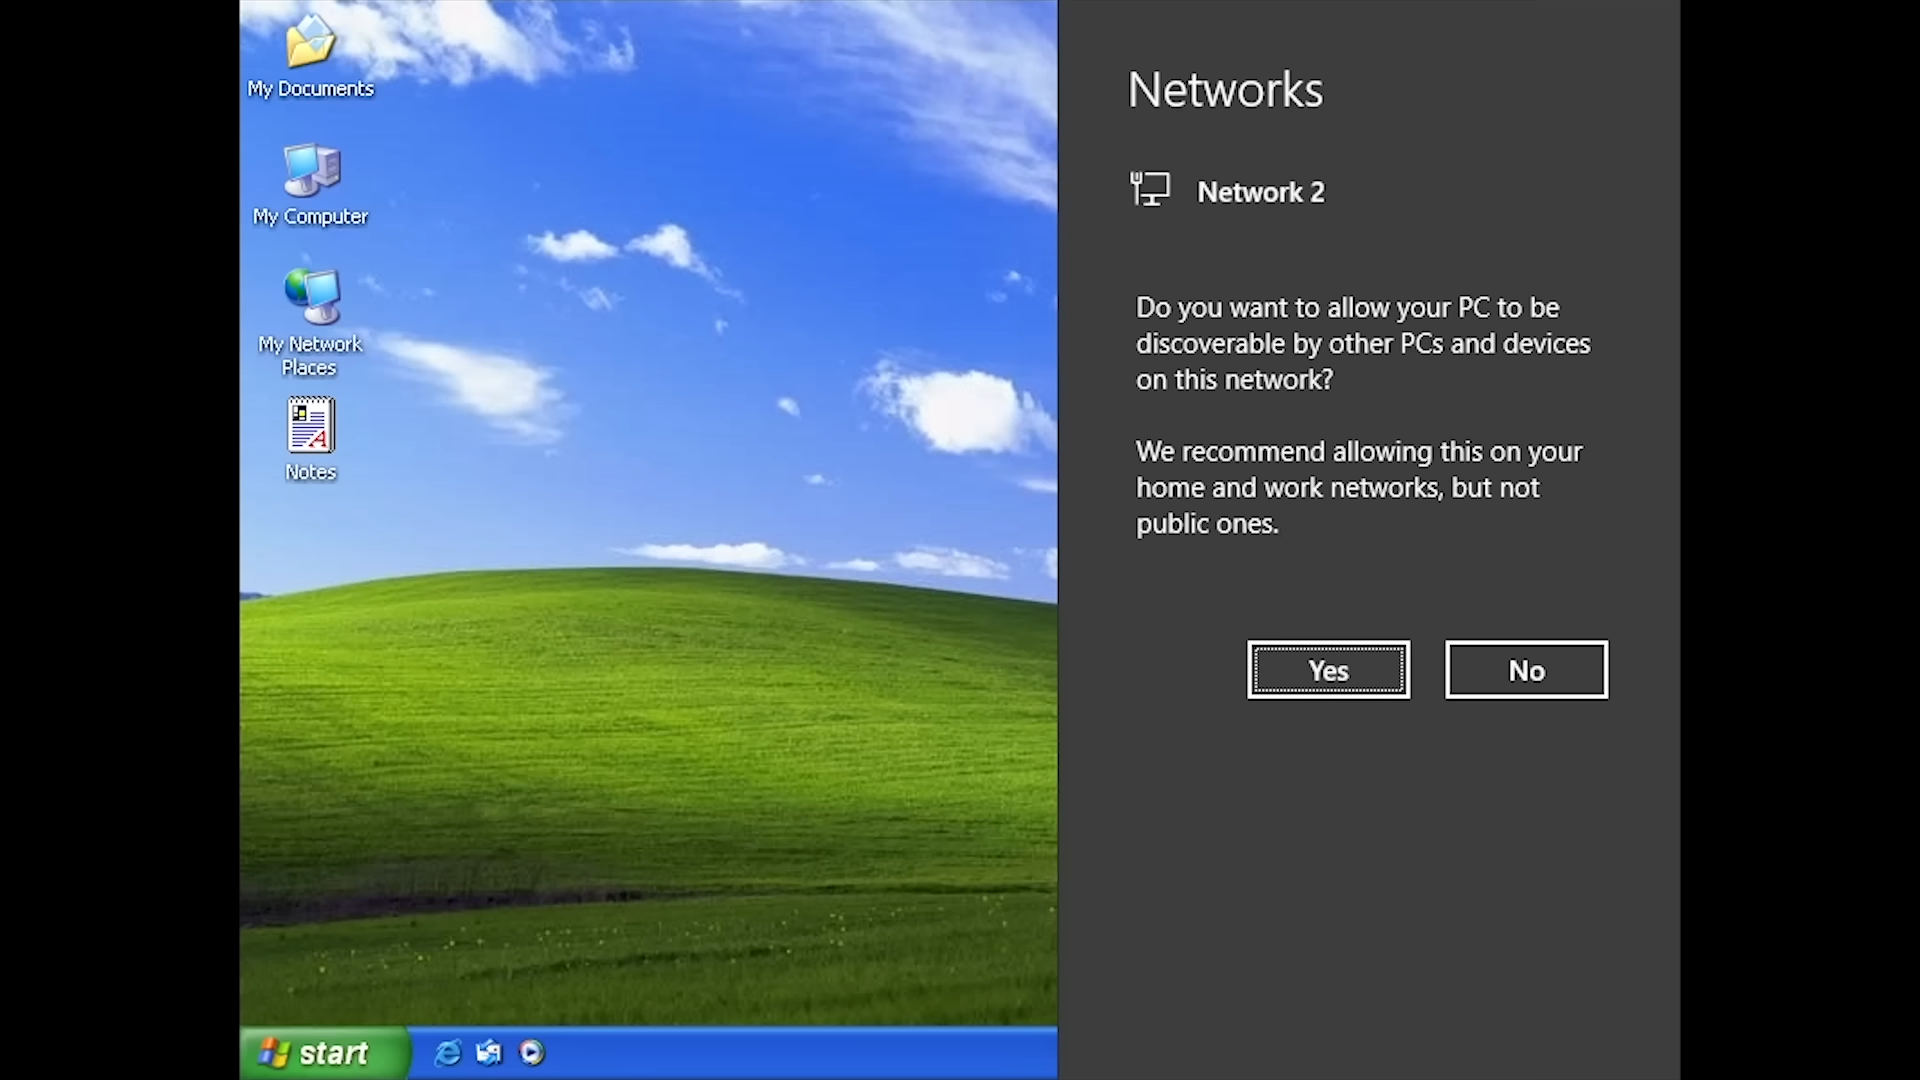 My Documents
My Computer
My Network
Places
Notes
start
Networks
Network 2
Do you want to allow your PC to be
discoverable by other PCs and devices
on this network?
We recommend allowing this on your
home and work networks, but not
public ones.
Yes
No